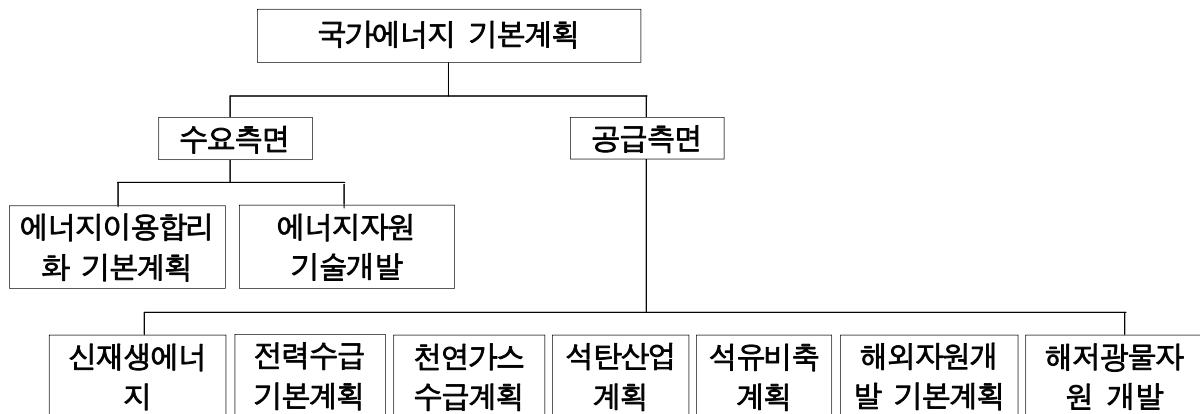 국가에너지 기본계획
수요측면
공급측면
에너지이용합리
화 기본계획
에너지자원
기술개발
신재생에너
지
전력수급
기본계획
천연가스
수급계획
석탄산업
계획
석유비축
계획
해외자원개
발 기본계획
해저광물자
원 개발